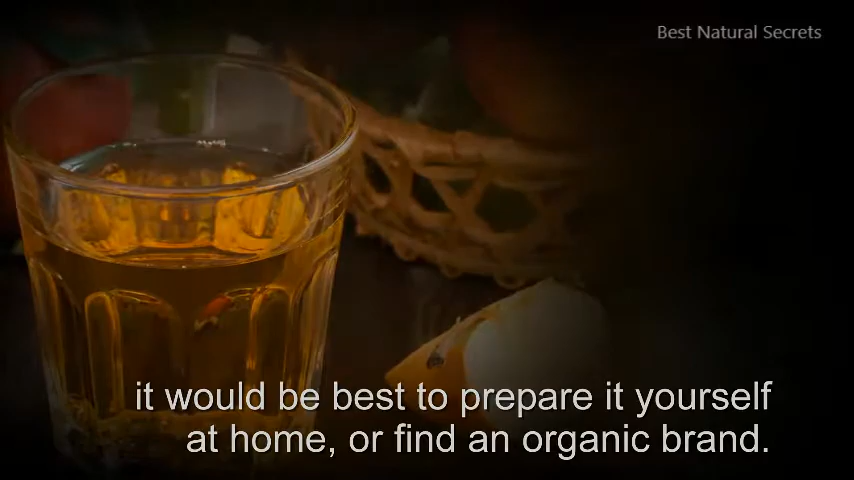 Best Natural Secrets
it would be best to prepare it yourself
at home, or find an organic brand.